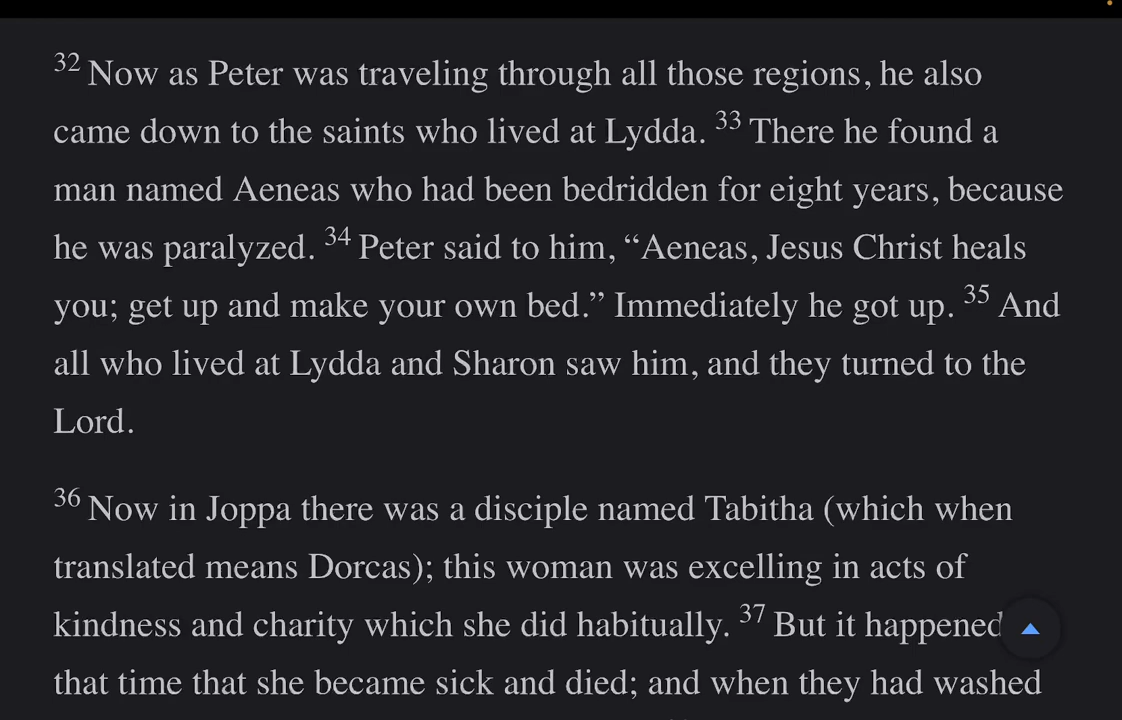 32 Now as Peter was traveling through all those regions, he also
came down to the saints who lived at Lydda. 33 There he found a
man named Aeneas who had been bedridden for eight years, because
he was paralyzed. 34 Peter said to him, “Aeneas, Jesus Christ heals
you; get up and make your own bed.” Immediately he got up. 35 And
all who lived at Lydda and Sharon saw him, and they turned to the
Lord.
36 Now in Joppa there was a disciple named Tabitha (which when
translated means Dorcas); this woman was excelling in acts of
kindness and charity which she did habitually. 37 But it happened
that time that she became sick and died; and when they had washed